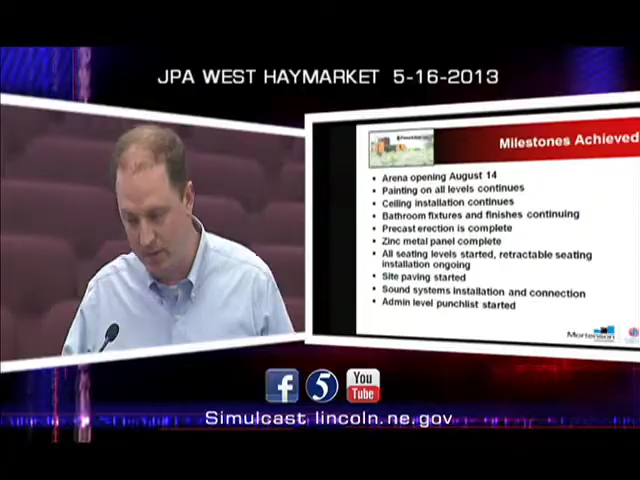 JPA WEST HAYMARKET 5-16-2013
Milestones Achieved
• Arena opening August 14
• Painting on all levels continues
• Ceiling installation continues
• Bathroom fixtures and finishes continuing
• Precast erection is complete
• Zinc metal panel complete
• All seating levels started, retractable seating
installation ongoing
• Site paving started
• Sound systems installation and connection
• Admin level punchlist started
Mortenson
f
5
You
Tube
Simulcast lincoln.ne.gov